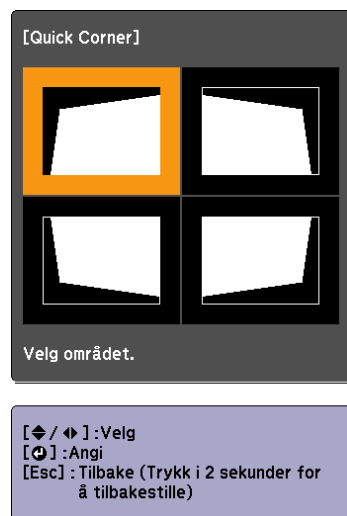 [Quick Corner]
Velg området.
[◆/◆] :Velg
[↵] :Angi
[Esc] : Tilbake (Trykk i 2 sekunder for
å tilbakestille)